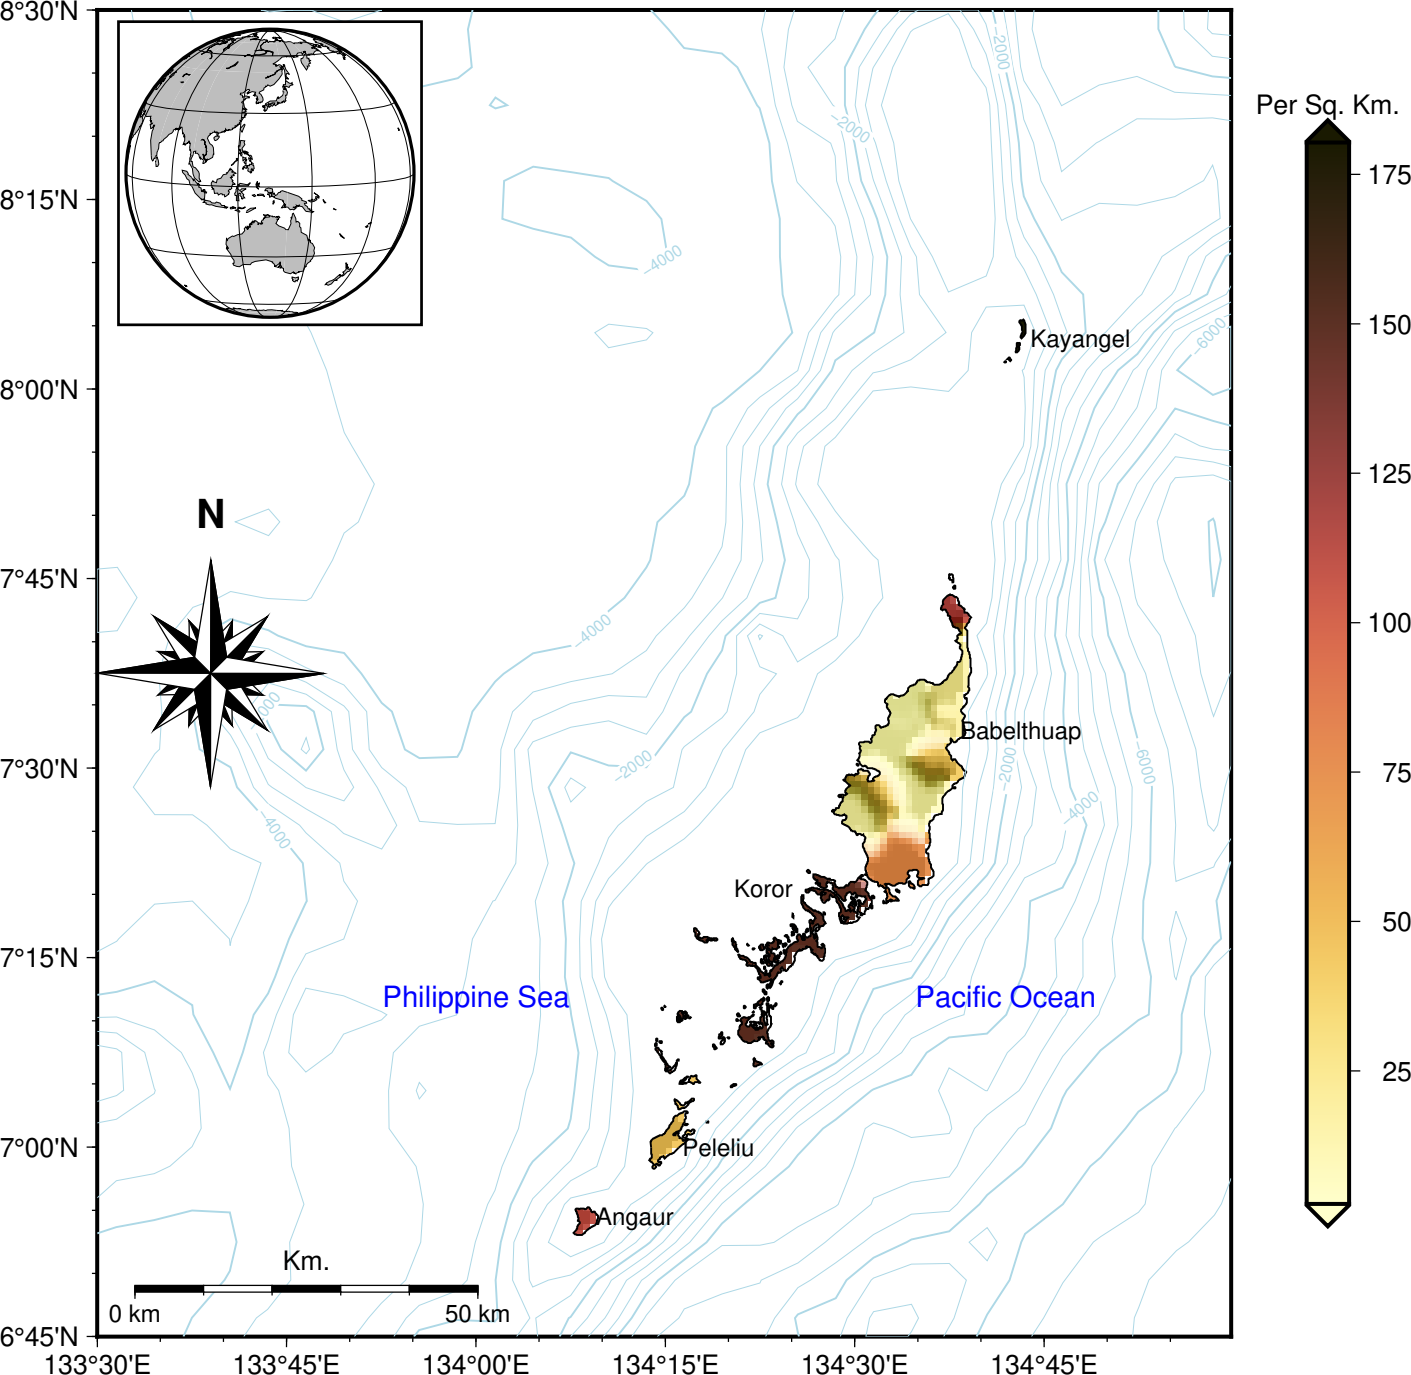 8°30'N
8°15'N
8°00'N
7°45'N
7°30'N
7°15'N
7°00'N
6°45'N
133°30'E
133°45'E
134°00'E
134°15'E
134°30'E
134°45'E
Per Sq. Km.
175
150
125
100
75
50
25
−2000
−2000
−4000
−6000
Kayangel
N
−4000
Babelthuap
−2000
−2000
−6000
−4000
−4000
Koror
Philippine Sea
Pacific Ocean
Peleliu
Angaur
Km.
0 km
50 km